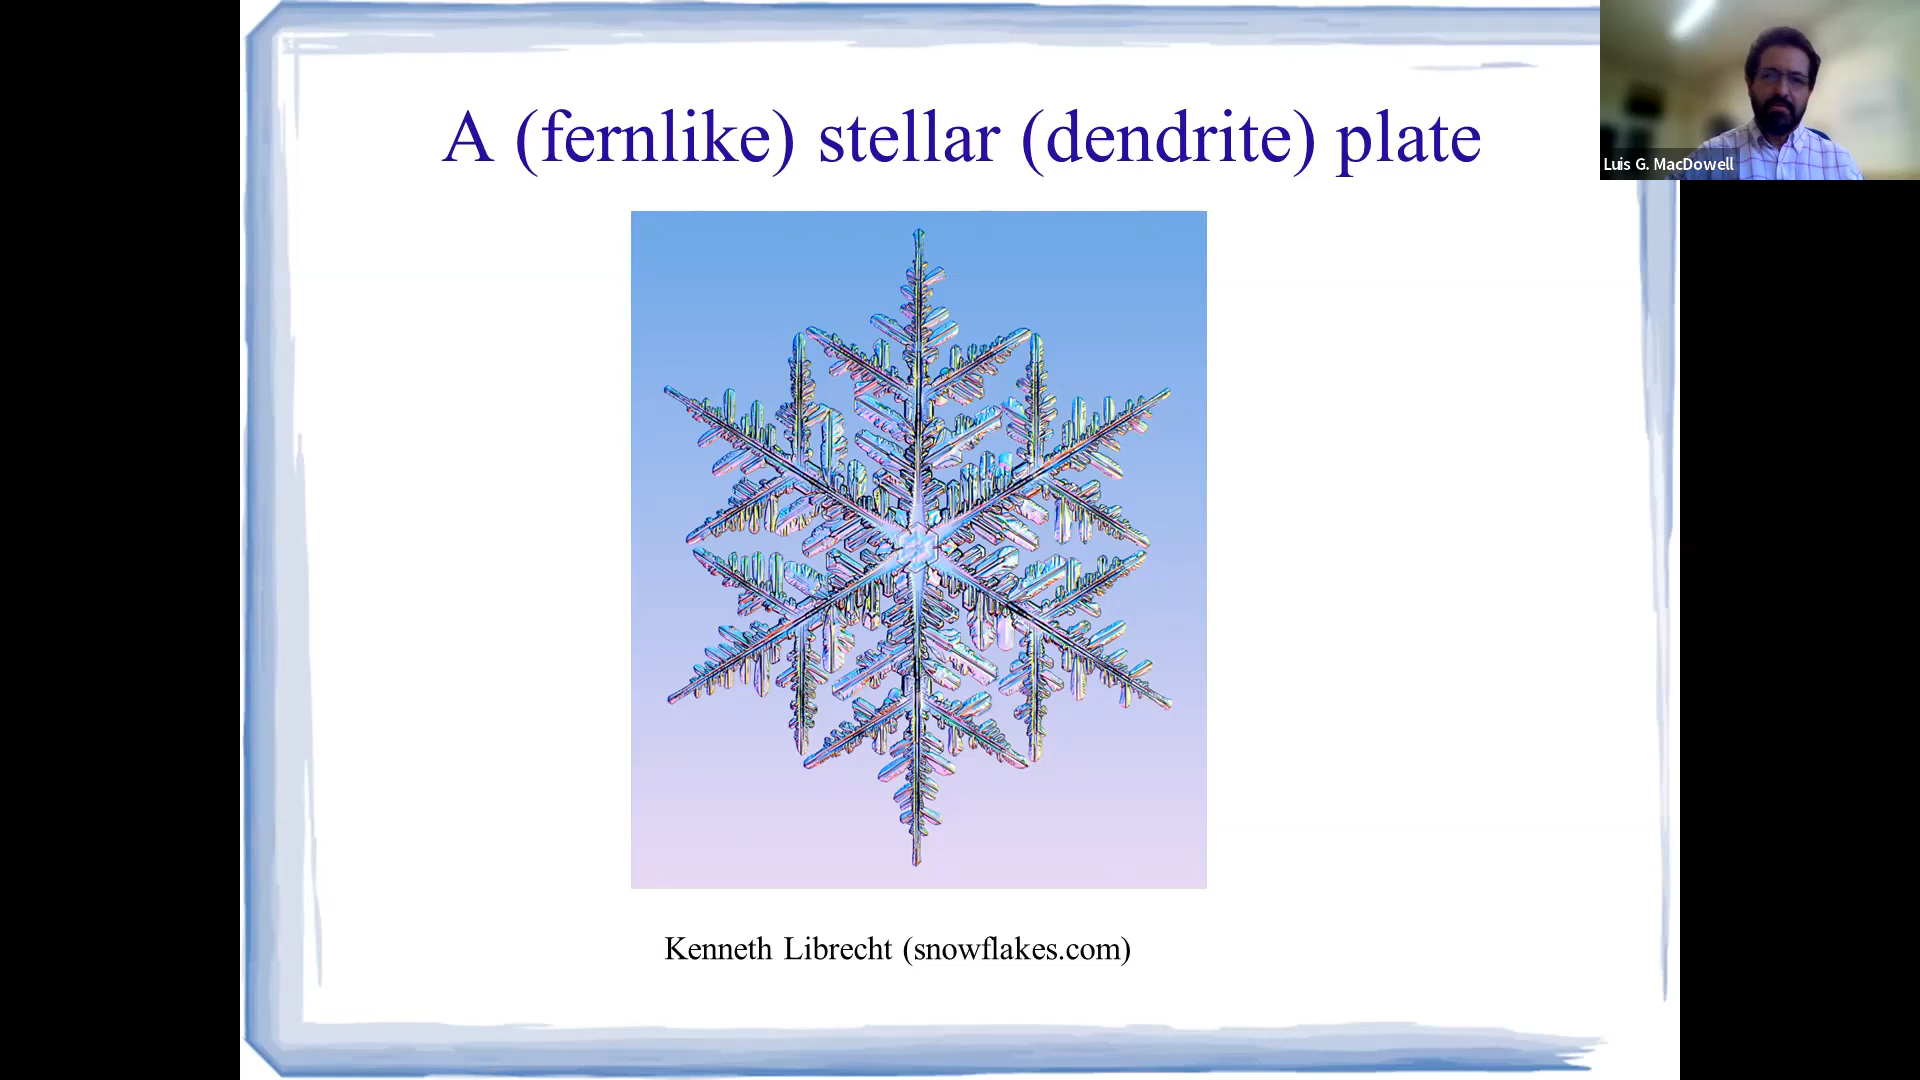 A (fernlike) stellar (dendrite) plate
Luis G. MacDowell
Kenneth Librecht (snowflakes.com)